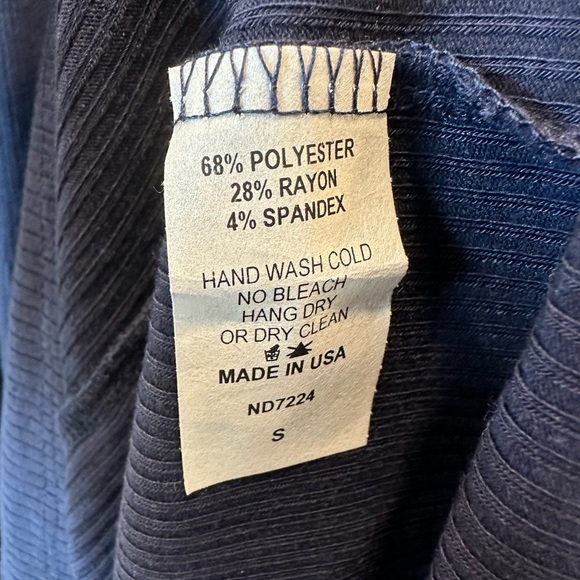 68% POLYESTER
28% RAYON
4% SPANDEX
HAND WASH COLD
NO BLEACH
HANG DRY
OR DRY CLEAN
MADE IN USA
ND7224
S